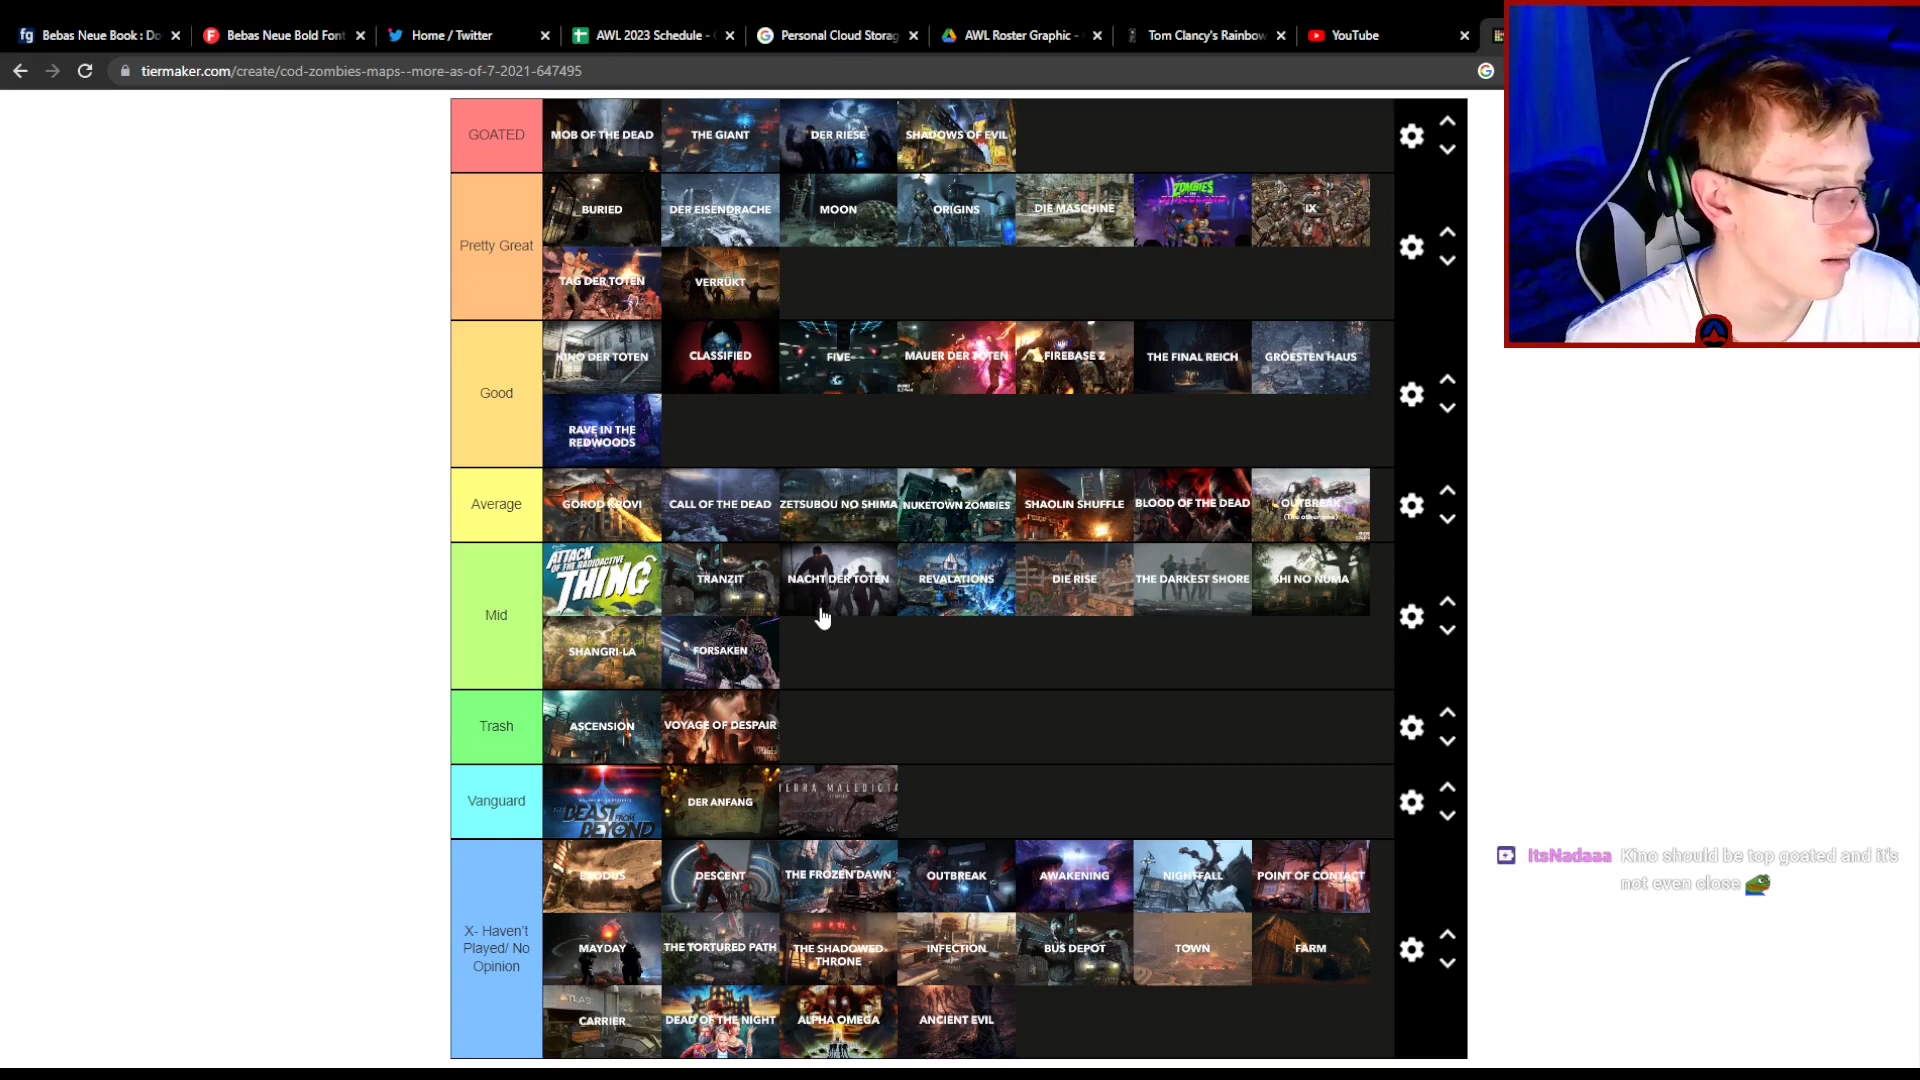 Bebas Neue Book : Do
Bebas Neue Bold Font
Home / Twitter
AWL 2023 Schedule -
Personal Cloud Storag
AWL Roster Graphic -
Tom Clancy's Rainbow
YouTube
tiermaker.com/create/cod-zombies-maps--more-as-of-7-2021-647495
GOATED
MOB OF THE DEAD
THE GIANT
DER RIESE
SHADOWS OF EVIL
Pretty Great
BURIED
DER EISENDRACHE
MOON
ORIGINS
DIE MASCHINE
ZOMBIES
IX
TAG DER TOTEN
VERRÜKT
Good
KINO DER TOTEN
CLASSIFIED
FIVE
MAUER DER TOTEN
FIREBASE Z
THE FINAL REICH
GRÖESTEN HAUS
RAVE IN THE
REDWOODS
Average
GOROD KROVI
CALL OF THE DEAD
ZETSUBOU NO SHIMA
NUKETOWN ZOMBIES
SHAOLIN SHUFFLE
BLOOD OF THE DEAD
OUTBREAK
Mid
ATTACK
OF THE RADIOACTIVE
THING
TRANZIT
NACHT DER TOTEN
REVALATIONS
DIE RISE
THE DARKEST SHORE
SHI NO NUMA
SHANGRI-LA
FORSAKEN
Trash
ASCENSION
VOYAGE OF DESPAIR
Vanguard
BEAST
FROM
BEYOND
DER ANFANG
TERRA MALEDICTA
X- Haven't
Played/ No
Opinion
EXODUS
DESCENT
THE FROZEN DAWN
OUTBREAK
AWAKENING
NIGHTFALL
POINT OF CONTACT
MAYDAY
THE TORTURED PATH
THE SHADOWED
THRONE
INFECTION
BUS DEPOT
TOWN
FARM
CARRIER
DEAD OF THE NIGHT
ALPHA OMEGA
ANCIENT EVIL
ItsNadaaa Kino should be top goated and it's
not even close